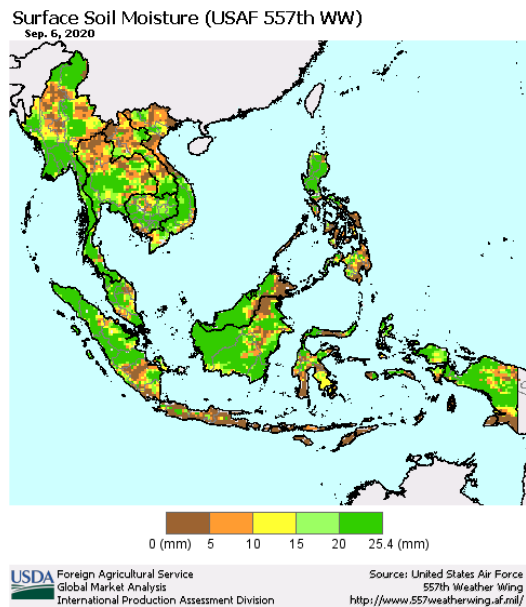 Surface Soil Moisture (USAF 557th WW)
Sep. 6, 2020
0 (mm) 5 10 15 20 25.4 (mm)
USDA Foreign Agricultural Service
Global Market Analysis
International Production Assessment Division
Source: United States Air Force
557th Weather Wing
http://www.557weatherwing.af.mil/